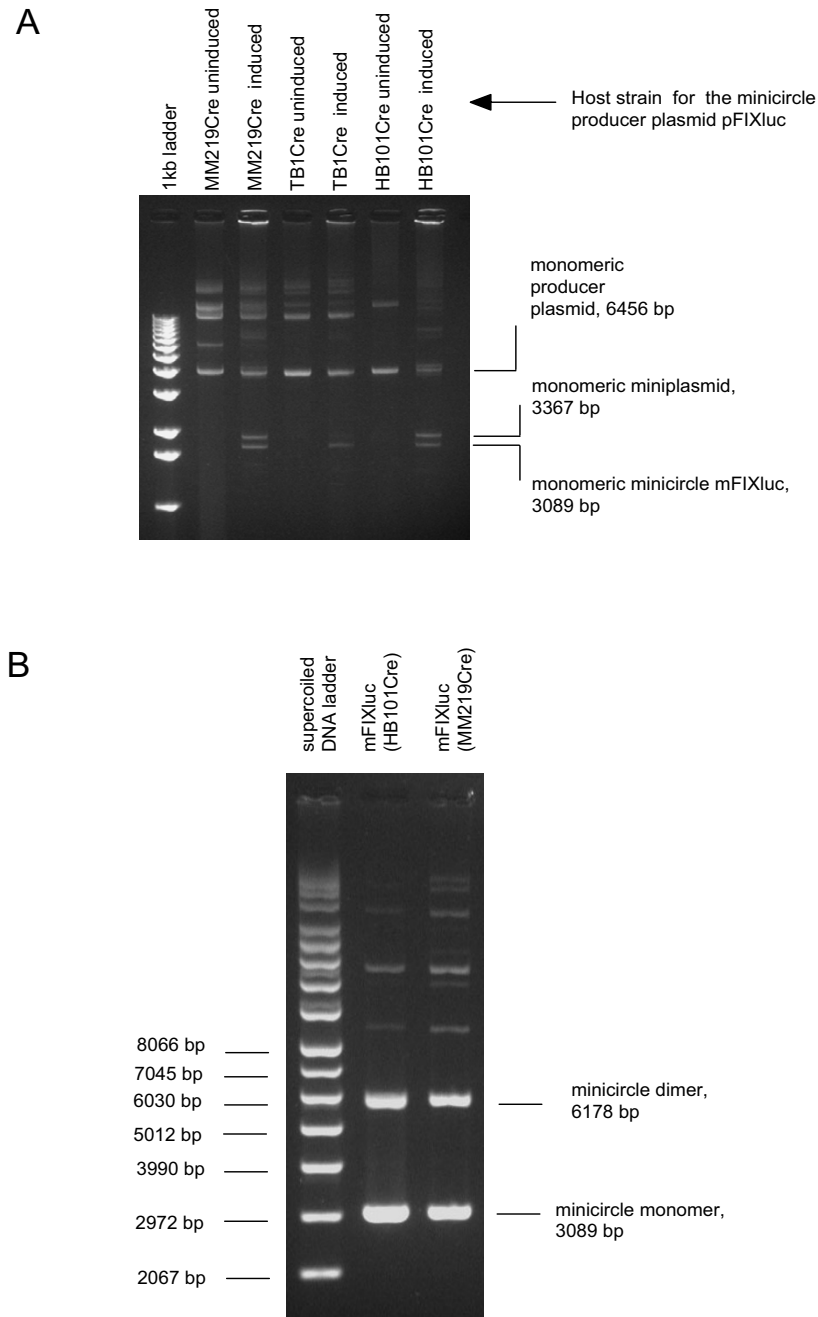 A
1kb ladder
MM219Cre uninduced
MM219Cre induced
TB1Cre uninduced
TB1Cre induced
HB101Cre uninduced
HB101Cre induced
Host strain for the minicircle
producer plasmid pFIXluc
monomeric
producer
plasmid, 6456 bp
monomeric miniplasmid,
3367 bp
monomeric minicircle mFIXluc,
3089 bp
B
supercoiled
DNA ladder
mFIXluc
(HB101Cre)
mFIXluc
(MM219Cre)
8066 bp
7045 bp
6030 bp
5012 bp
3990 bp
2972 bp
2067 bp
minicircle dimer,
6178 bp
minicircle monomer,
3089 bp